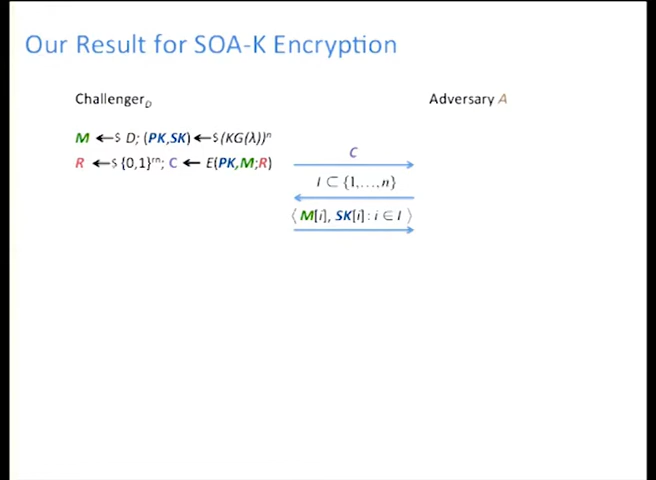 Our Result for SOA-K Encryption
Challenger_D Adversary A
M ←$ D; (PK,SK) ←$ (KG(λ))^n
R ←$ {0,1}^rn; C ← E(PK,M;R)
C
I ⊂ {1,…,n}
⟨ M[i], SK[i] : i ∈ I ⟩